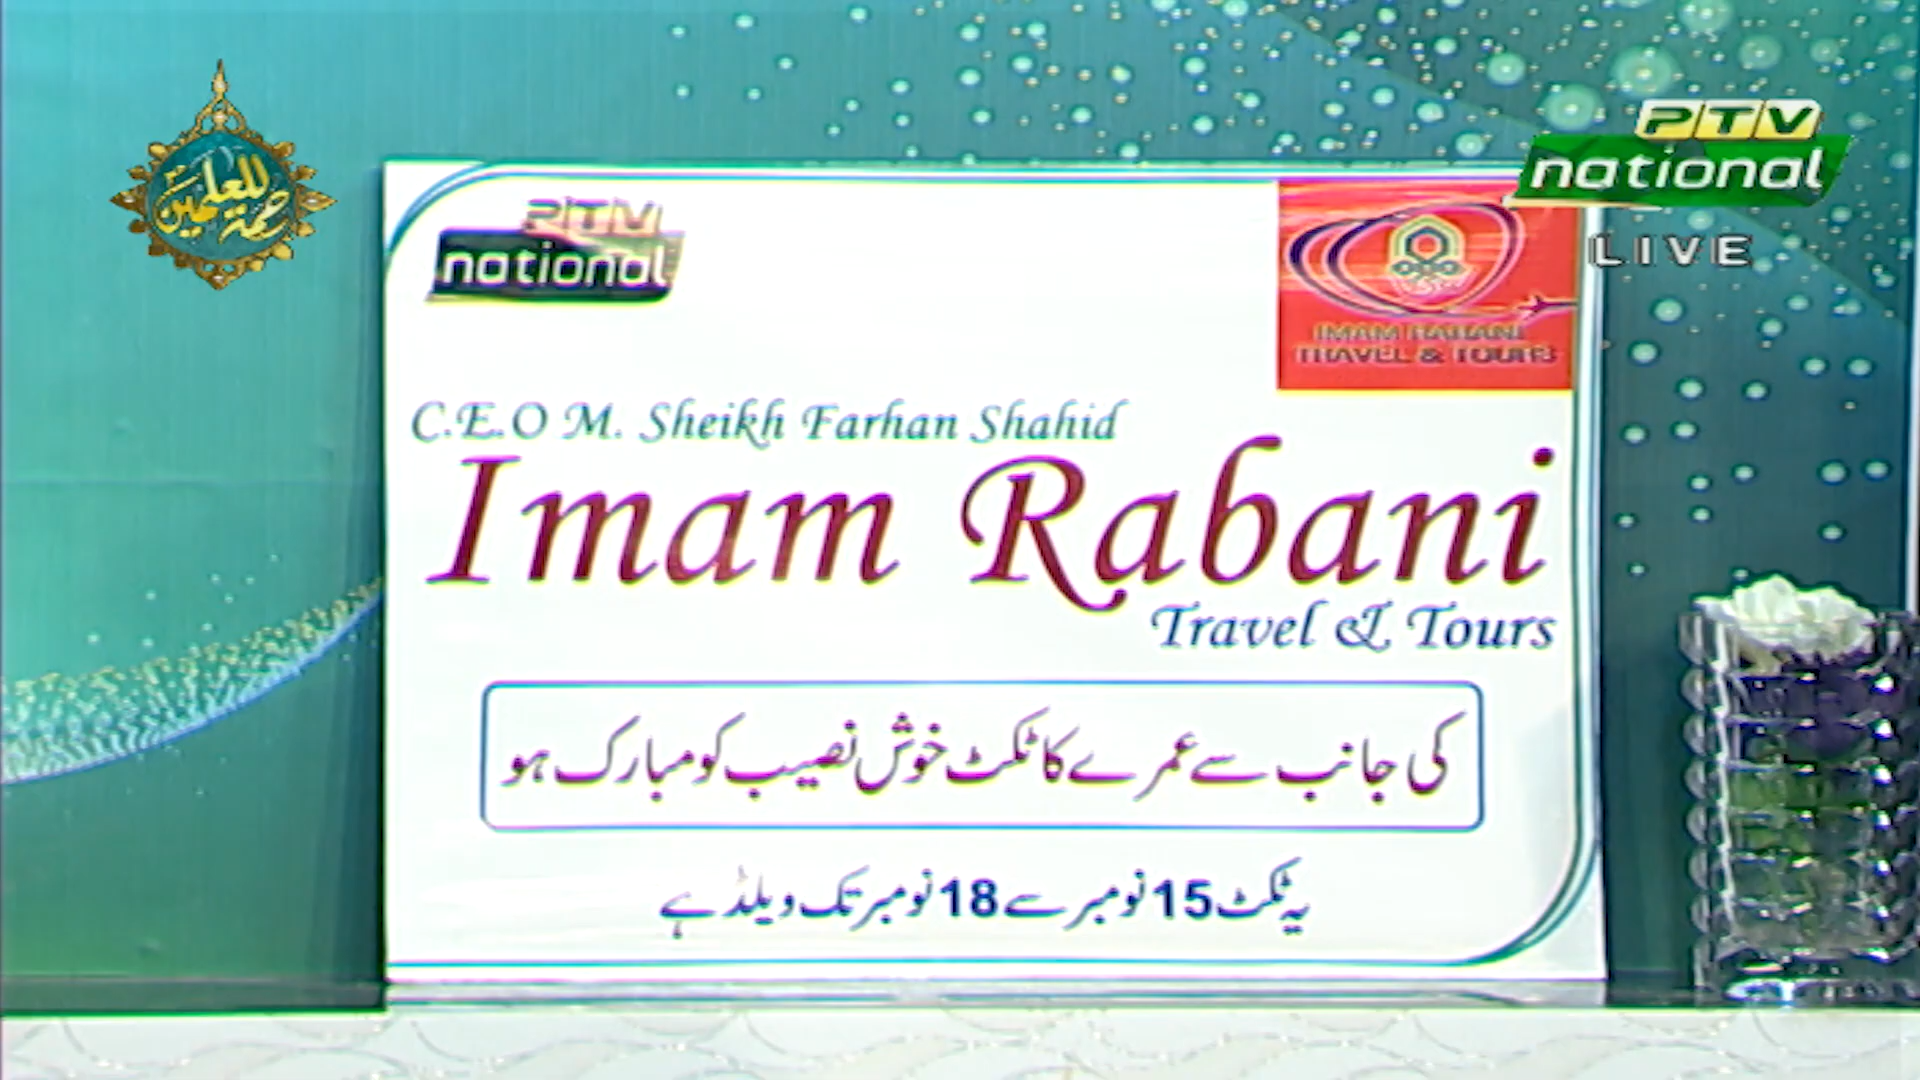 رحمة للعلمين
PTV
national
LIVE
PTV
national
IMAM RABANI
TRAVEL & TOURS
C.E.O M. Sheikh Farhan Shahid
Imam Rabani
Travel & Tours
کی جانب سے عمرے کا ٹکٹ خوش نصیب کو مبارک ہو
یہ ٹکٹ 15 نومبر سے 18 نومبر تک ویلڈ ہے